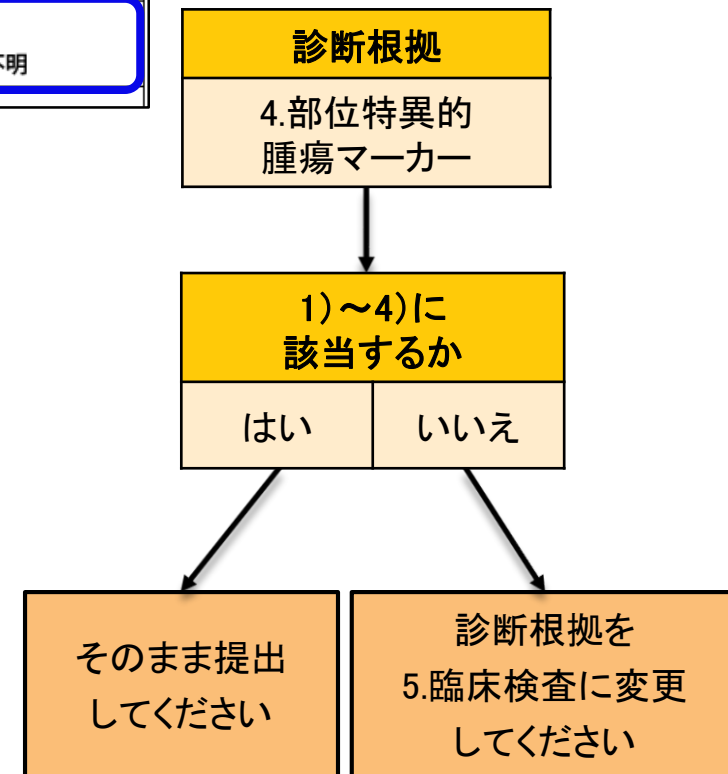 不明
診断根拠
4.部位特異的
腫瘍マーカー
1)～4)に
該当するか
はい
いいえ
そのまま提出
してください
診断根拠を
5.臨床検査に変更
してください